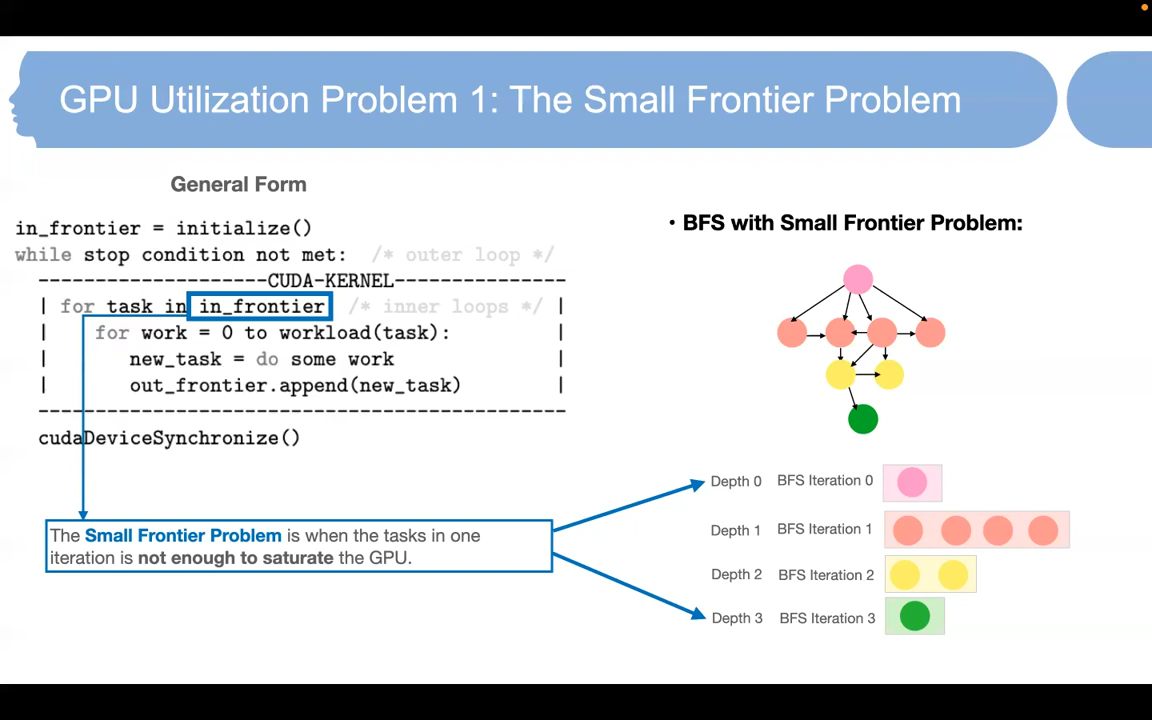 GPU Utilization Problem 1: The Small Frontier Problem
General Form
in_frontier = initialize()
while stop condition not met: /* outer loop */
-------------------CUDA-KERNEL---------------
| for task in in_frontier /* inner loops */ |
| for work = 0 to workload(task): |
| new_task = do some work |
| out_frontier.append(new_task) |
----------------------------------------------
cudaDeviceSynchronize()
The Small Frontier Problem is when the tasks in one
iteration is not enough to saturate the GPU.
• BFS with Small Frontier Problem:
Depth 0 BFS Iteration 0
Depth 1 BFS Iteration 1
Depth 2 BFS Iteration 2
Depth 3 BFS Iteration 3